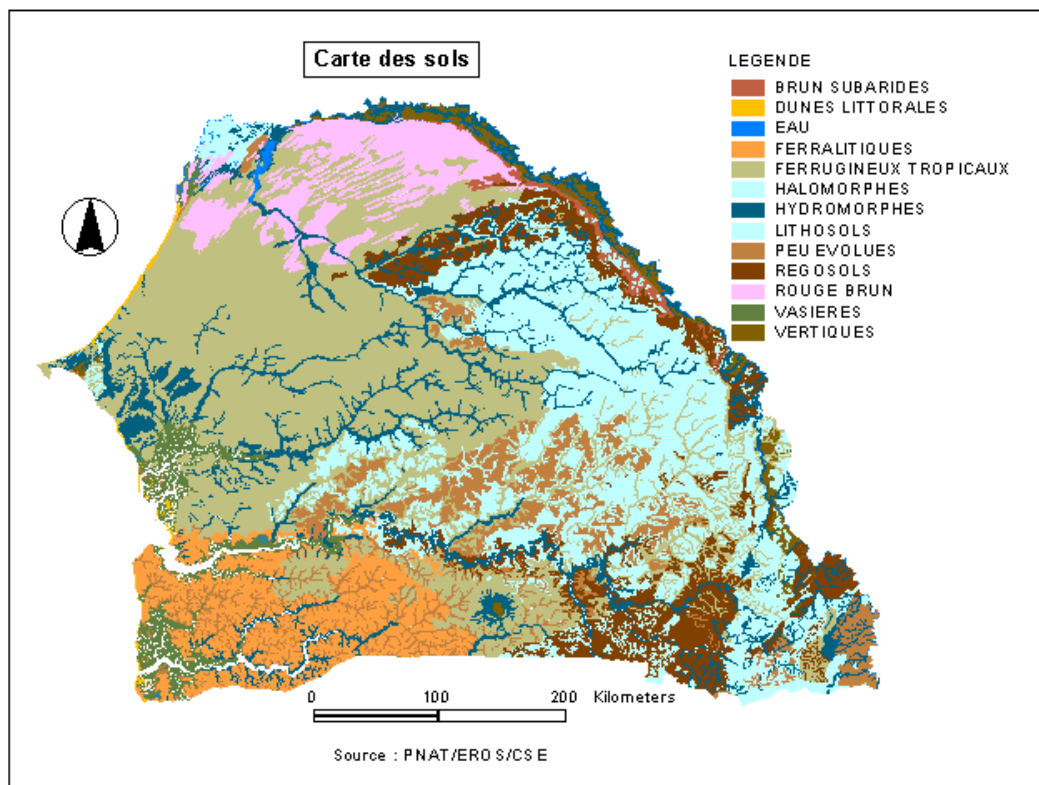 Carte des sols
LEGENDE
BRUN SUBARIDES
DUNES LITTORALES
EAU
FERRALITIQUES
FERRUGINEUX TROPICAUX
HALOMORPHES
HYDROMORPHES
LITHOSOLS
PEU EVOLUES
REGOSOLS
ROUGE BRUN
VASIERES
VERTIQUES
0 100 200 Kilometers
Source : PNAT/EROS/CSE